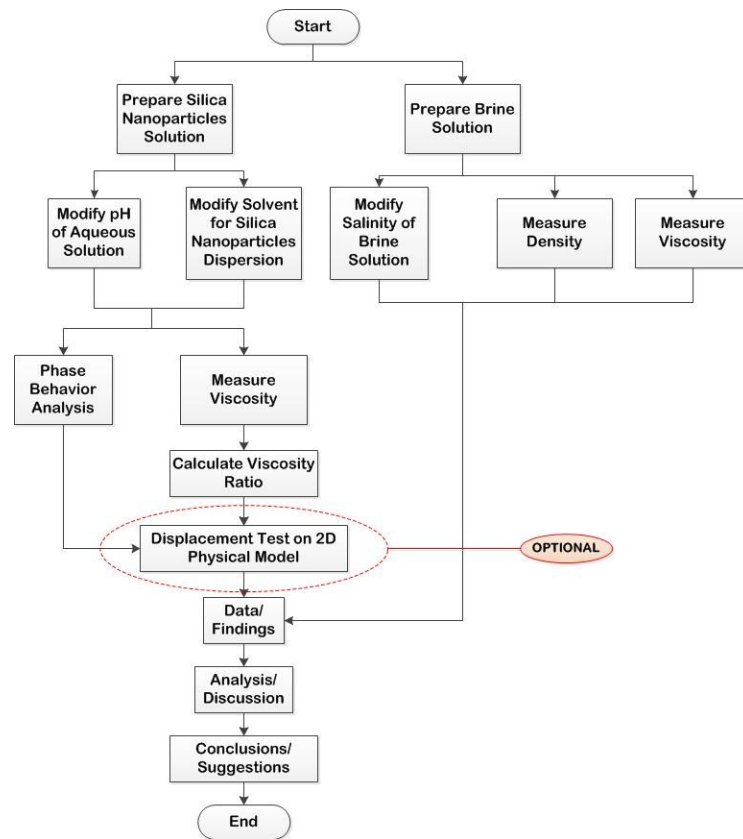 Start
Prepare Silica
Nanoparticles
Solution
Prepare Brine
Solution
Modify pH
of Aqueous
Solution
Modify Solvent
for Silica
Nanoparticles
Dispersion
Modify
Salinity of
Brine
Solution
Measure
Density
Measure
Viscosity
Phase
Behavior
Analysis
Measure
Viscosity
Calculate Viscosity
Ratio
Displacement Test on 2D
Physical Model
OPTIONAL
Data/
Findings
Analysis/
Discussion
Conclusions/
Suggestions
End